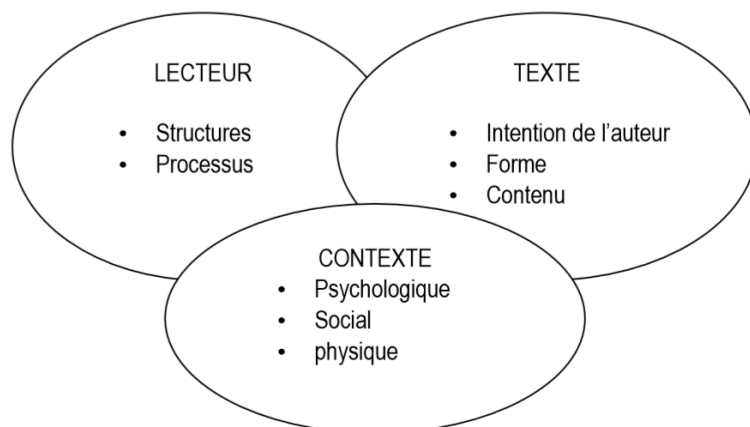 LECTEUR
• Structures
• Processus
TEXTE
• Intention de l’auteur
• Forme
• Contenu
CONTEXTE
• Psychologique
• Social
• physique